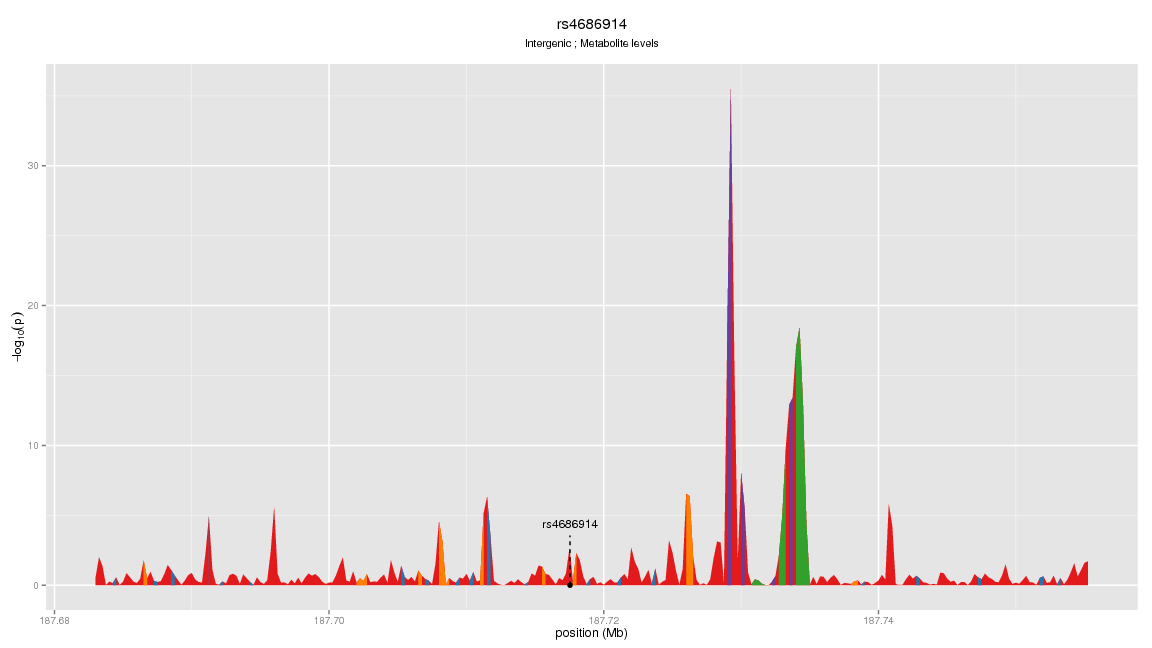 rs4686914
Intergenic ; Metabolite levels
30
20
10
0
−log10(p)
rs4686914
187.68
187.70
187.72
187.74
position (Mb)